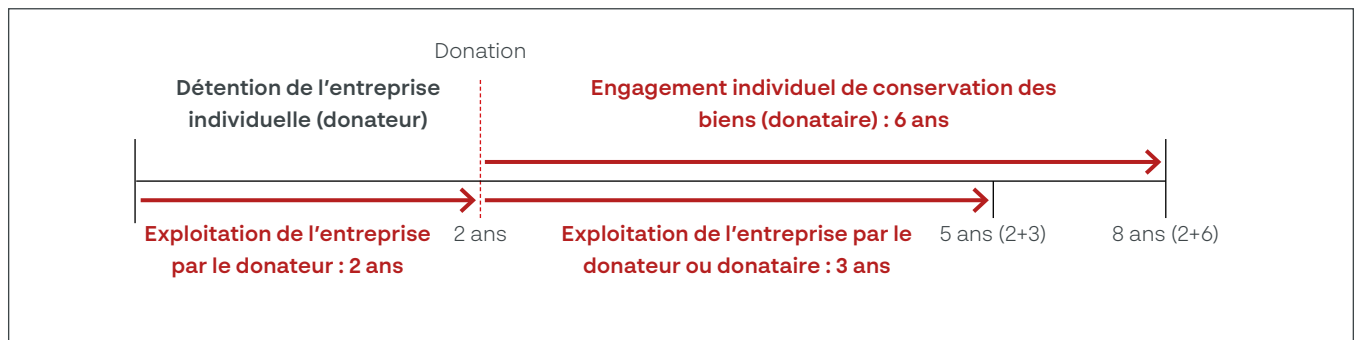 Donation
Détention de l'entreprise
individuelle (donateur)
Engagement individuel de conservation des
biens (donataire) : 6 ans
Exploitation de l'entreprise
par le donateur : 2 ans
2 ans
Exploitation de l'entreprise par le
donateur ou donataire : 3 ans
5 ans (2+3)
8 ans (2+6)